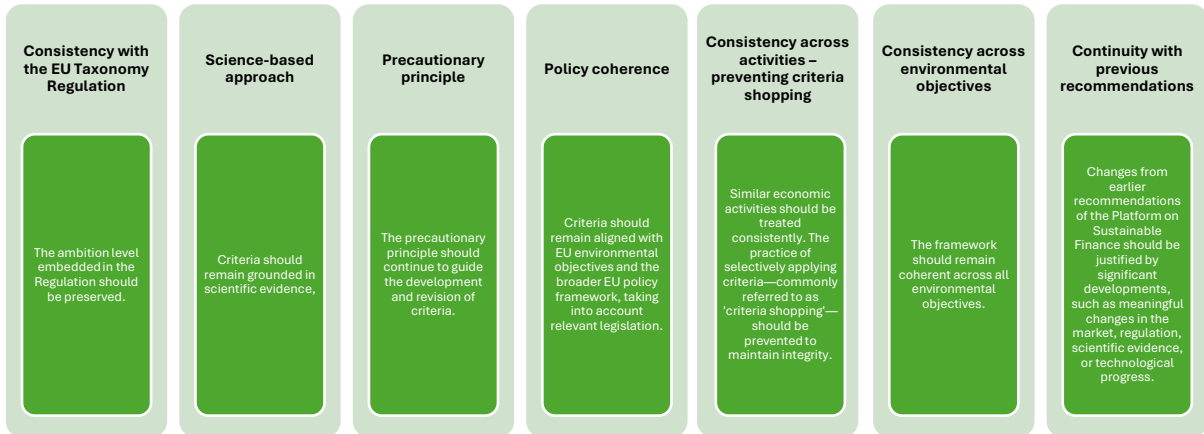 Consistency with
the EU Taxonomy
Regulation
The ambition level
embedded in the
Regulation should
be preserved.
Science-based
approach
Criteria should
remain grounded in
scientific evidence,
Precautionary
principle
The precautionary
principle should
continue to guide
the development
and revision of
criteria.
Policy coherence
Criteria should
remain aligned with
EU environmental
objectives and the
broader EU policy
framework, taking
into account
relevant legislation.
Consistency across
activities –
preventing criteria
shopping
Similar economic
activities should be
treated
consistently. The
practice of
selectively applying
criteria—commonly
referred to as
'criteria shopping'—
should be
prevented to
maintain integrity.
Consistency across
environmental
objectives
The framework
should remain
coherent across all
environmental
objectives.
Continuity with
previous
recommendations
Changes from
earlier
recommendations
of the Platform on
Sustainable
Finance should be
justified by
significant
developments,
such as meaningful
changes in the
market, regulation,
scientific evidence,
or technological
progress.